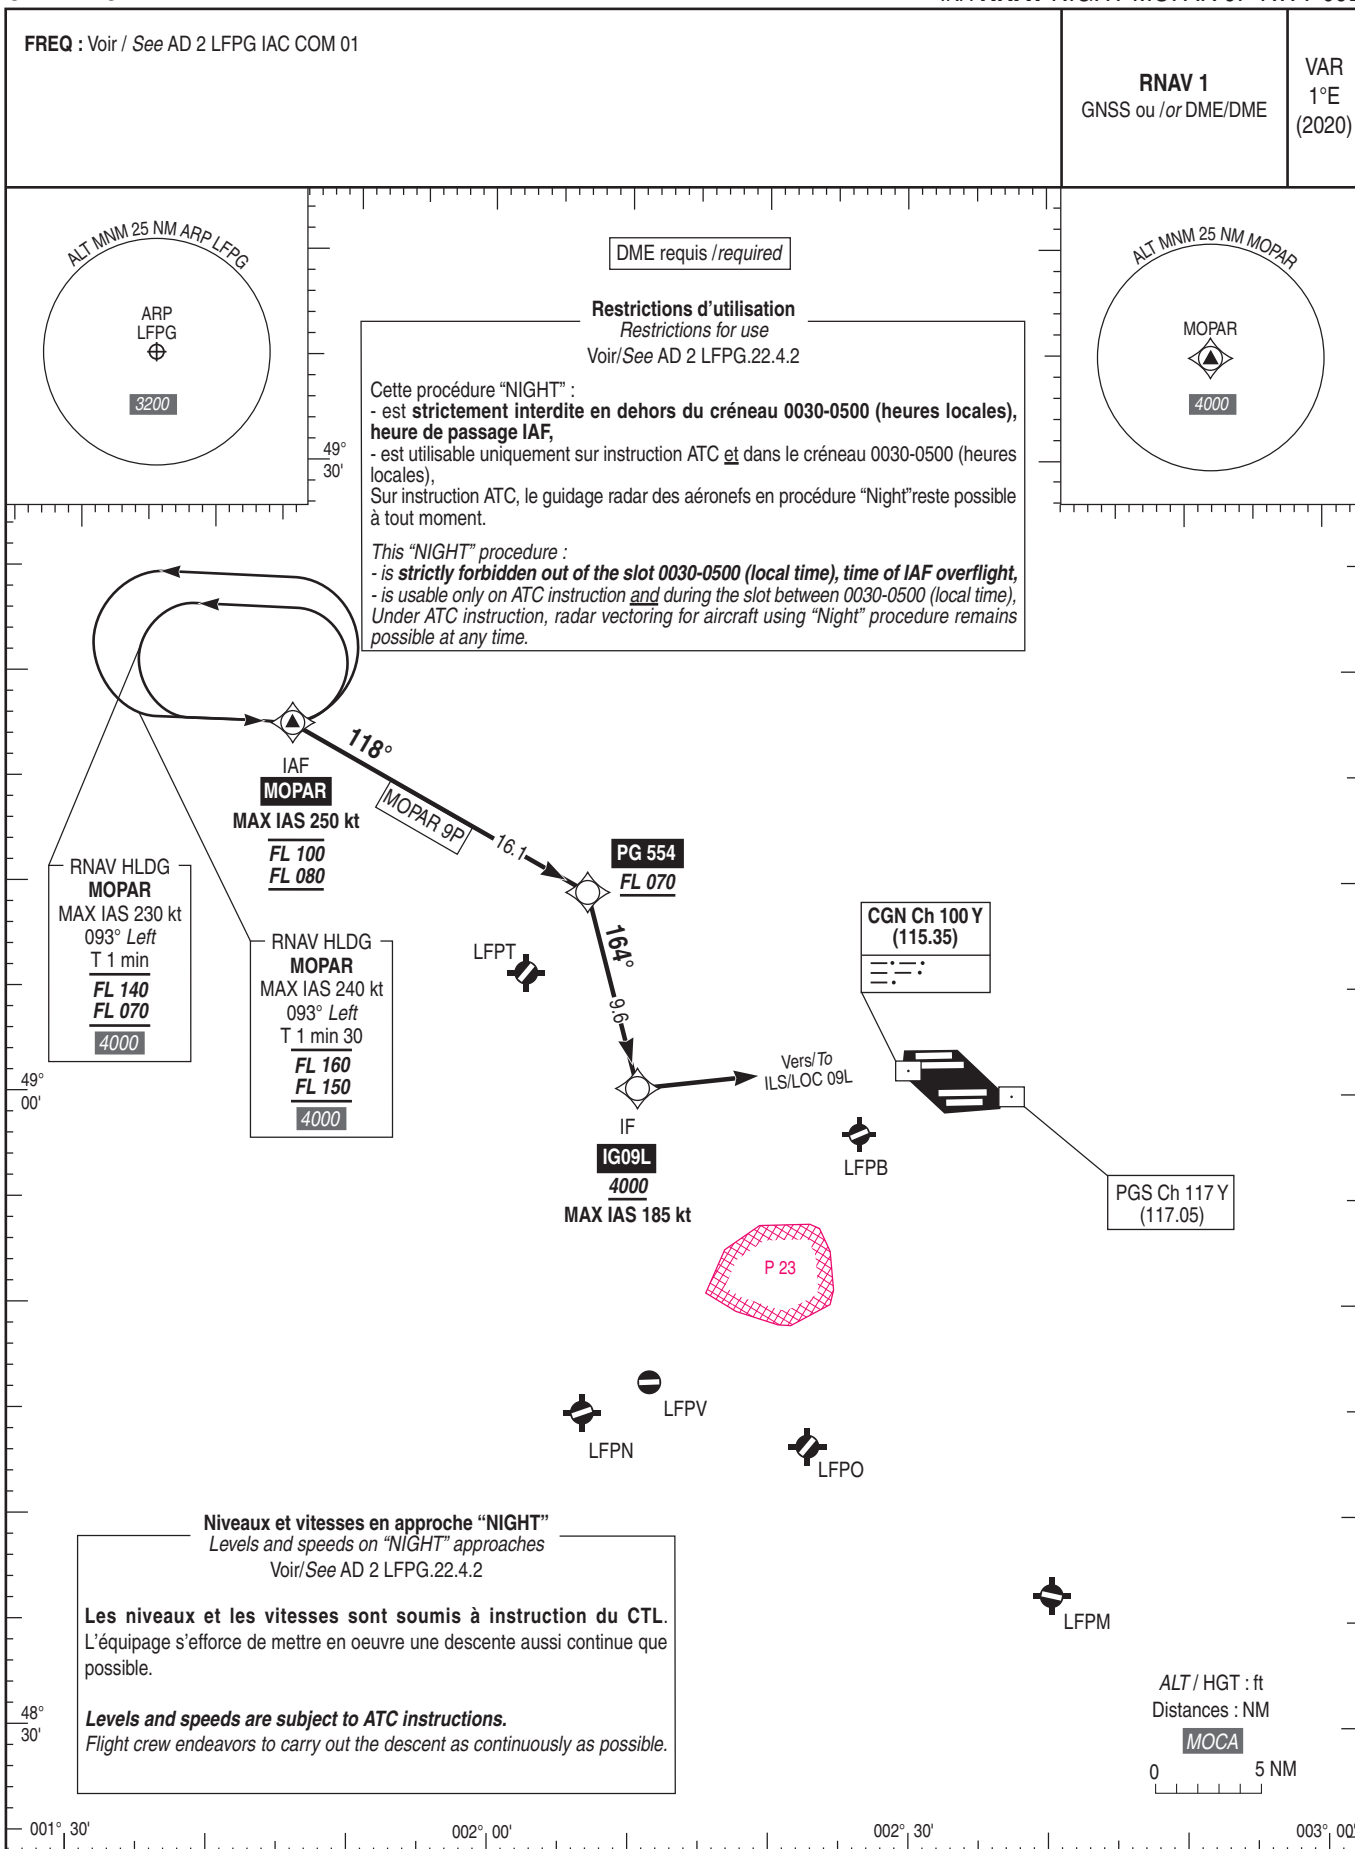 FREQ : Voir / See AD 2 LFPG IAC COM 01
RNAV 1
GNSS ou /or DME/DME
VAR
1°E
(2020)
ALT MNM 25 NM ARP LFPG
ARP
LFPG
3200
DME requis /required
ALT MNM 25 NM MOPAR
MOPAR
4000
Restrictions d'utilisation
Restrictions for use
Voir/See AD 2 LFPG.22.4.2
Cette procédure “NIGHT” :
- est strictement interdite en dehors du créneau 0030-0500 (heures locales),
heure de passage IAF,
- est utilisable uniquement sur instruction ATC et dans le créneau 0030-0500 (heures
locales),
Sur instruction ATC, le guidage radar des aéronefs en procédure “Night”reste possible
à tout moment.
This “NIGHT” procedure :
- is strictly forbidden out of the slot 0030-0500 (local time), time of IAF overflight,
- is usable only on ATC instruction and during the slot between 0030-0500 (local time),
Under ATC instruction, radar vectoring for aircraft using “Night” procedure remains
possible at any time.
49°
30'
118°
IAF
MOPAR
MAX IAS 250 kt
FL 100
FL 080
MOPAR 9P
16.1
PG 554
FL 070
RNAV HLDG
MOPAR
MAX IAS 230 kt
093° Left
T 1 min
FL 140
FL 070
4000
RNAV HLDG
MOPAR
MAX IAS 240 kt
093° Left
T 1 min 30
FL 160
FL 150
4000
LFPT
164°
9.6
CGN Ch 100 Y
(115.35)
Vers/To
ILS/LOC 09L
49°
00'
IF
IG09L
4000
MAX IAS 185 kt
LFPB
PGS Ch 117 Y
(117.05)
P 23
LFPV
LFPN
LFPO
Niveaux et vitesses en approche “NIGHT”
Levels and speeds on “NIGHT” approaches
Voir/See AD 2 LFPG.22.4.2
Les niveaux et les vitesses sont soumis à instruction du CTL.
L'équipage s'efforce de mettre en oeuvre une descente aussi continue que
possible.
Levels and speeds are subject to ATC instructions.
Flight crew endeavors to carry out the descent as continuously as possible.
LFPM
48°
30'
ALT / HGT : ft
Distances : NM
MOCA
0 5 NM
001° 30'
002° 00'
002° 30'
003° 00'